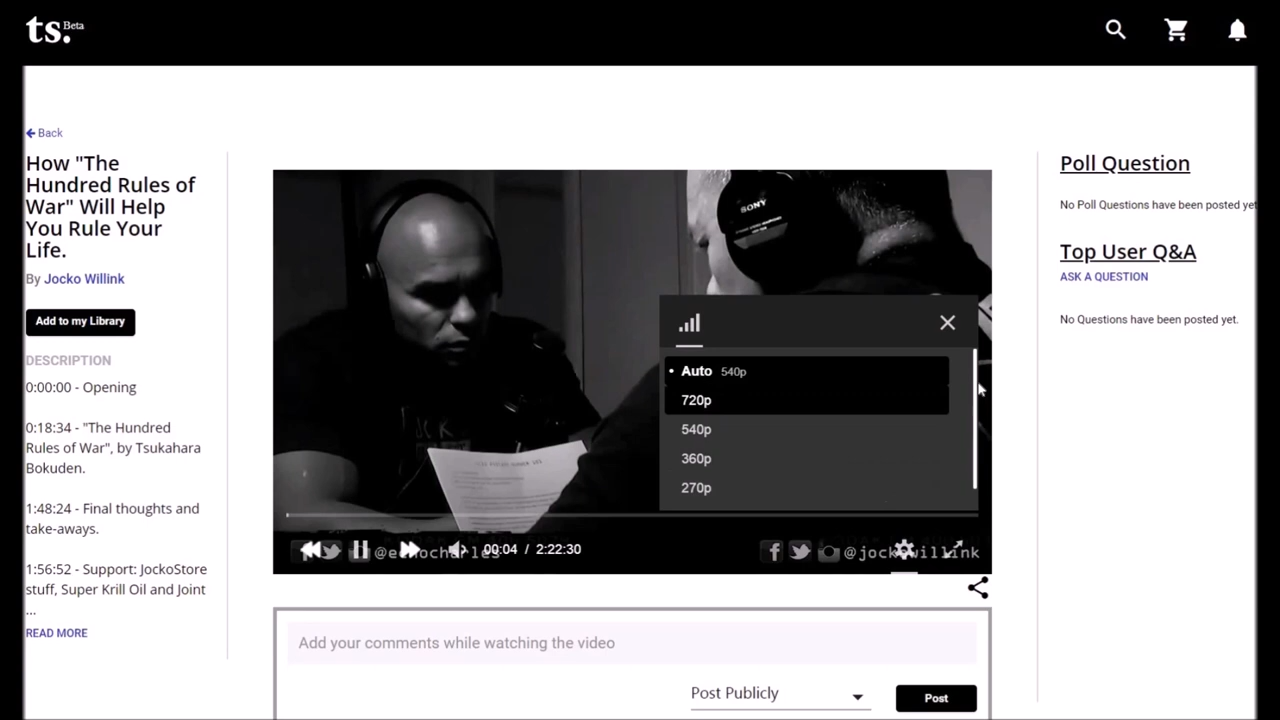 ts. Beta
Back
How "The
Hundred Rules of
War" Will Help
You Rule Your
Life.
By Jocko Willink
Add to my Library
DESCRIPTION
0:00:00 - Opening
0:18:34 - "The Hundred
Rules of War", by Tsukahara
Bokuden.
1:48:24 - Final thoughts and
take-aways.
1:56:52 - Support: JockoStore
stuff, Super Krill Oil and Joint
...
READ MORE
SONY
Auto 540p
720p
540p
360p
270p
00:04 / 2:22:30
@jockowillink
Add your comments while watching the video
Post Publicly
Post
Poll Question
No Poll Questions have been posted yet
Top User Q&A
ASK A QUESTION
No Questions have been posted yet.